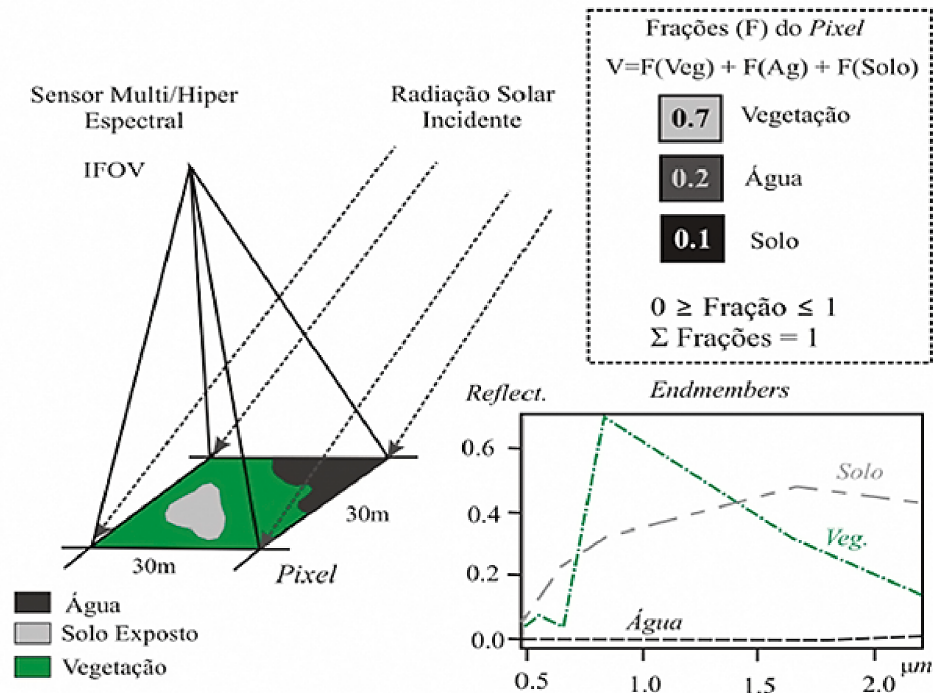 Sensor Multi/Hiper
Espectral
IFOV
Radiação Solar
Incidente
30m
30m
Pixel
Água
Solo Exposto
Vegetação
Frações (F) do Pixel
V=F(Veg) + F(Ag) + F(Solo)
0.7 Vegetação
0.2 Água
0.1 Solo
0 ≥ Fração ≤ 1
Σ Frações = 1
Reflect.
Endmembers
0.6
0.4
0.2
0.0
Solo
Veg.
Água
0.5 1.0 1.5 2.0 μm